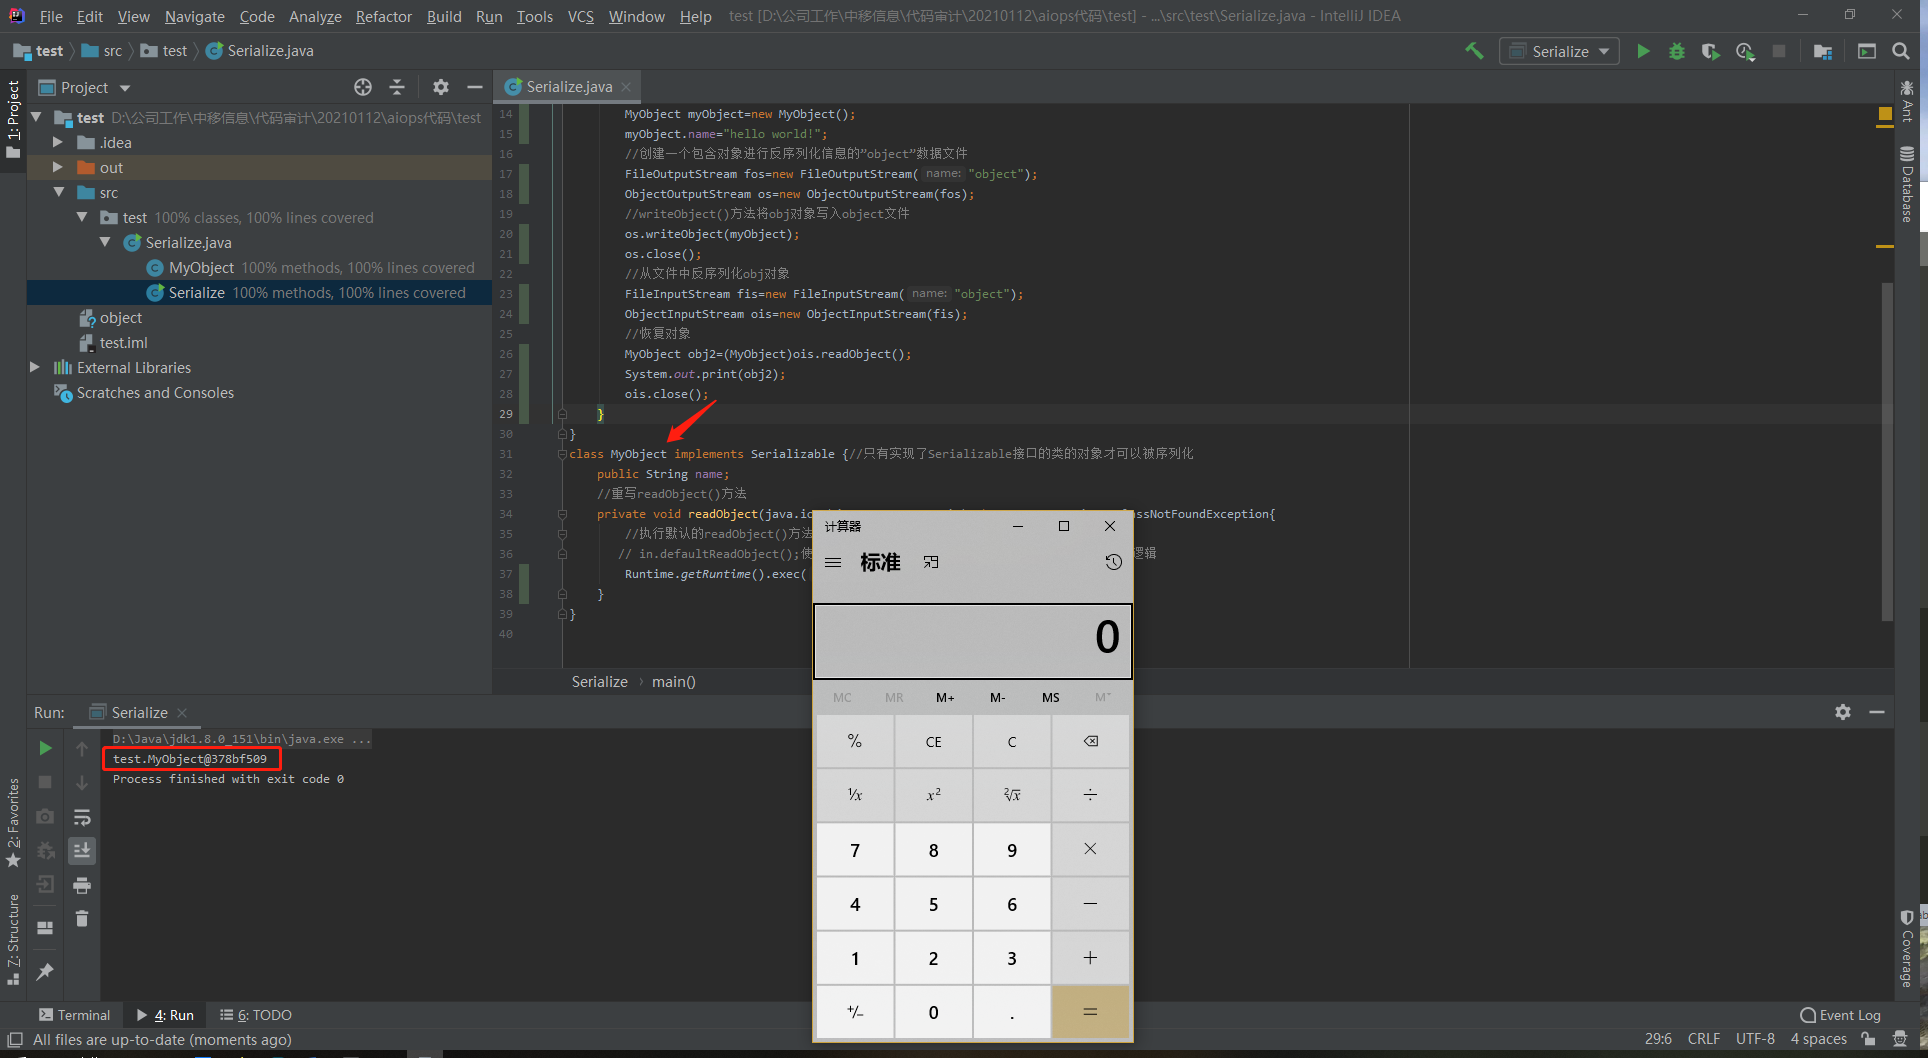 File Edit View Navigate Code Analyze Refactor Build Run Tools VCS Window Help test [D:\公司工作\中移信息\代码审计\20210112\aiops代码\test] - ...\src\test\Serialize.java - IntelliJ IDEA
test src test Serialize.java Serialize
Project
Serialize.java
1: Project
test D:\公司工作\中移信息\代码审计\20210112\aiops代码\test
.idea
out
src
test 100% classes, 100% lines covered
Serialize.java
MyObject 100% methods, 100% lines covered
Serialize 100% methods, 100% lines covered
object
test.iml
External Libraries
Scratches and Consoles
14 MyObject myObject=new MyObject();
15 myObject.name="hello world!";
16 //创建一个包含对象进行反序列化信息的”object”数据文件
17 FileOutputStream fos=new FileOutputStream( name: "object");
18 ObjectOutputStream os=new ObjectOutputStream(fos);
19 //writeObject()方法将obj对象写入object文件
20 os.writeObject(myObject);
21 os.close();
22 //从文件中反序列化obj对象
23 FileInputStream fis=new FileInputStream( name: "object");
24 ObjectInputStream ois=new ObjectInputStream(fis);
25 //恢复对象
26 MyObject obj2=(MyObject)ois.readObject();
27 System.out.print(obj2);
28 ois.close();
29 }
30 }
31 class MyObject implements Serializable {//只有实现了Serializable接口的类的对象才可以被序列化
32 public String name;
33 //重写readObject()方法
34 private void readObject(java.io assNotFoundException{
35 //执行默认的readObject()方法
36 // in.defaultReadObject();使 逻辑
37 Runtime.getRuntime().exec(
38 }
39 }
40
Serialize › main()
Ant
Database
Coverage
计算器
标准
0
MC MR M+ M- MS M˅
% CE C ⌫
¹/x x² ²√x ÷
7 8 9 ×
4 5 6 −
1 2 3 +
+/− 0 . =
Run: Serialize
D:\Java\jdk1.8.0_151\bin\java.exe ...
test.MyObject@378bf509
Process finished with exit code 0
2: Favorites
7: Structure
Terminal 4: Run 6: TODO Event Log
All files are up-to-date (moments ago) 29:6 CRLF UTF-8 4 spaces